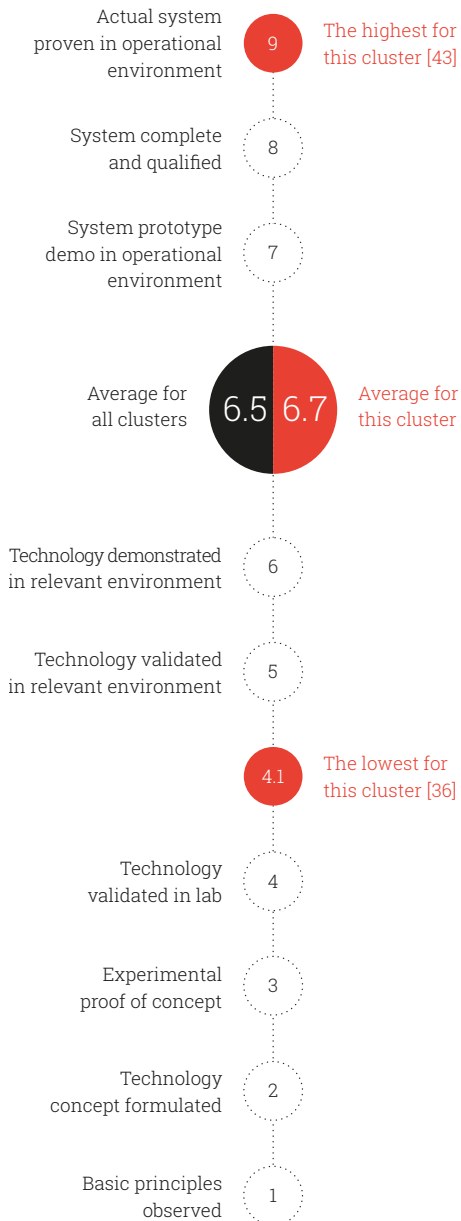 Actual system
proven in operational
environment
9
The highest for
this cluster [43]
System complete
and qualified
8
System prototype
demo in operational
environment
7
Average for
all clusters
6.5
6.7
Average for
this cluster
Technology demonstrated
in relevant environment
6
Technology validated
in relevant environment
5
4.1
The lowest for
this cluster [36]
Technology
validated in lab
4
Experimental
proof of concept
3
Technology
concept formulated
2
Basic principles
observed
1